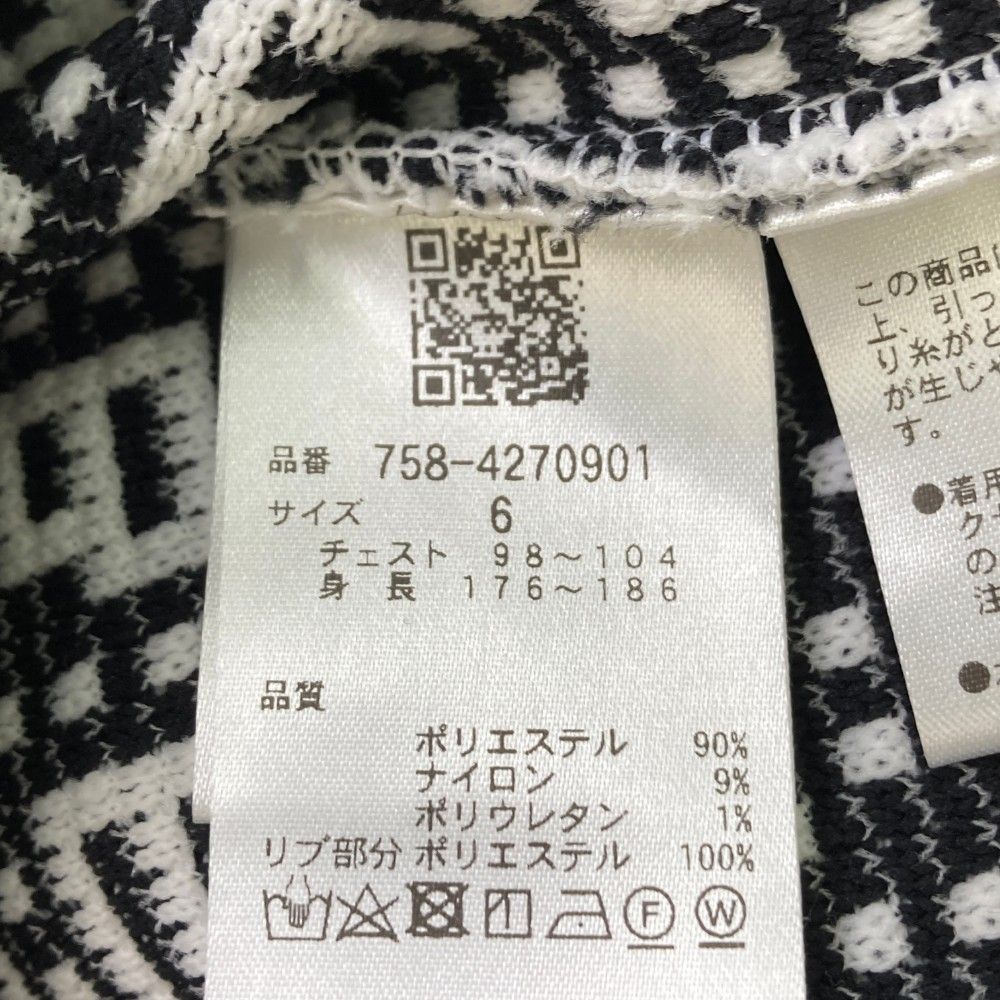 品番 758-4270901
サイズ 6
チェスト 98～104
身長 176～186
品質
ポリエステル 90%
ナイロン 9%
ポリウレタン 1%
リブ部分 ポリエステル 100%
F W
この商品
上、引っ
り糸がと
が生じや
す。
●着用
ク
の
注